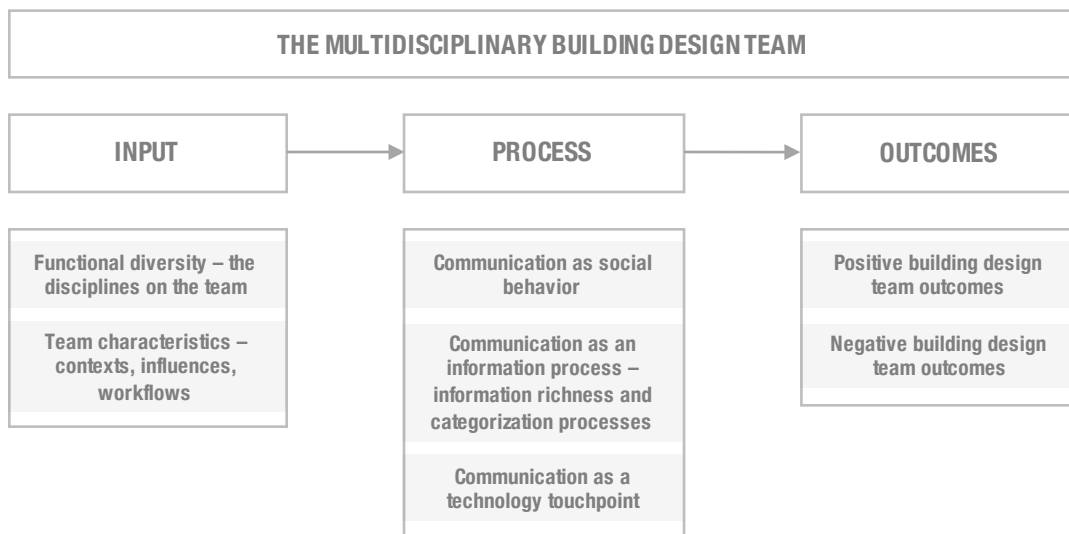 THE MULTIDISCIPLINARY BUILDING DESIGN TEAM
INPUT
PROCESS
OUTCOMES
Functional diversity – the
disciplines on the team
Team characteristics –
contexts, influences,
workflows
Communication as social
behavior
Communication as an
information process –
information richness and
categorization processes
Communication as a
technology touchpoint
Positive building design
team outcomes
Negative building design
team outcomes